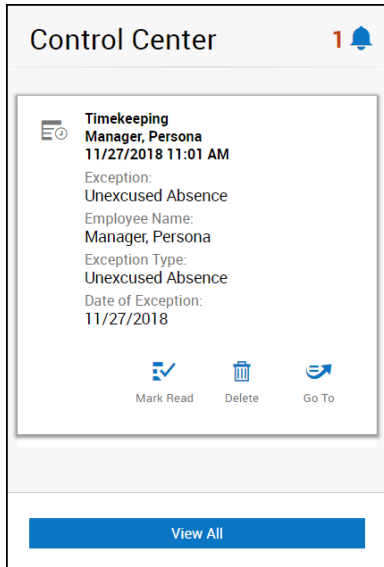 Control Center 1
Timekeeping
Manager, Persona
11/27/2018 11:01 AM
Exception:
Unexcused Absence
Employee Name:
Manager, Persona
Exception Type:
Unexcused Absence
Date of Exception:
11/27/2018
Mark Read Delete Go To
View All